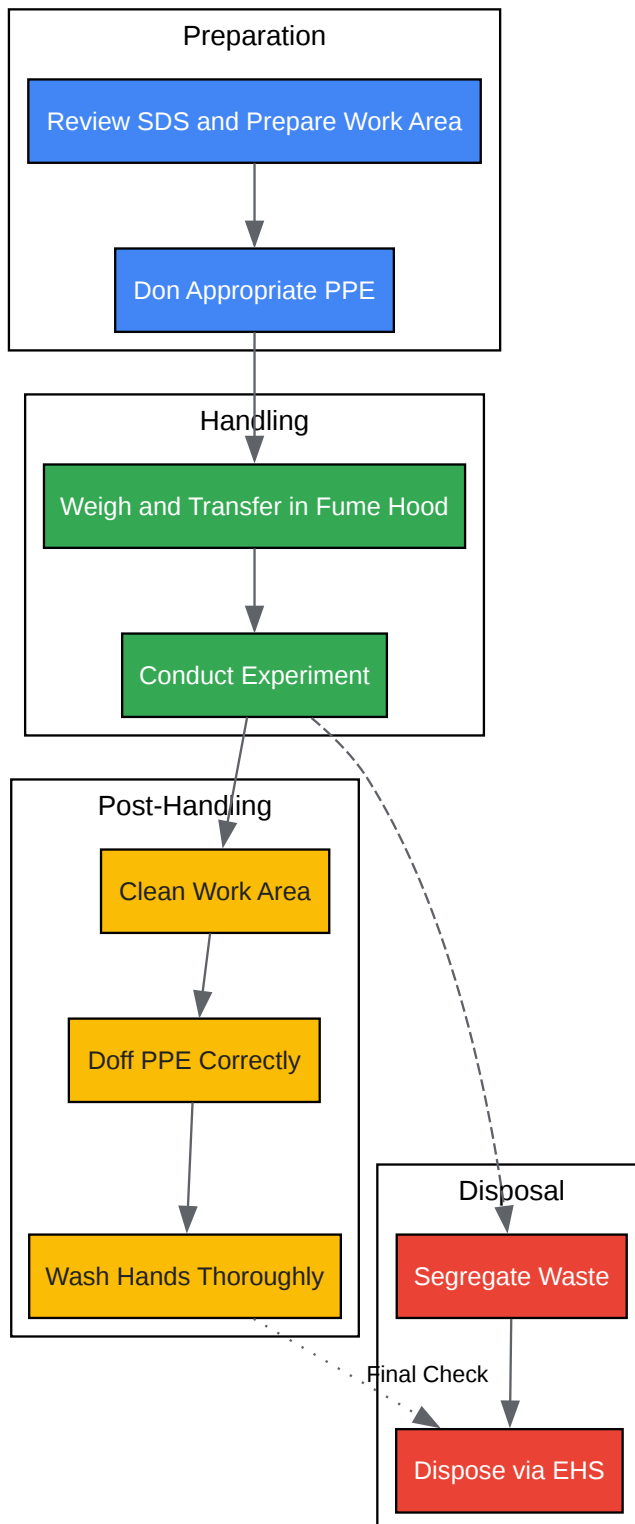 Preparation
Review SDS and Prepare Work Area
Don Appropriate PPE
Handling
Weigh and Transfer in Fume Hood
Conduct Experiment
Post-Handling
Clean Work Area
Doff PPE Correctly
Wash Hands Thoroughly
Disposal
Segregate Waste
Final Check
Dispose via EHS